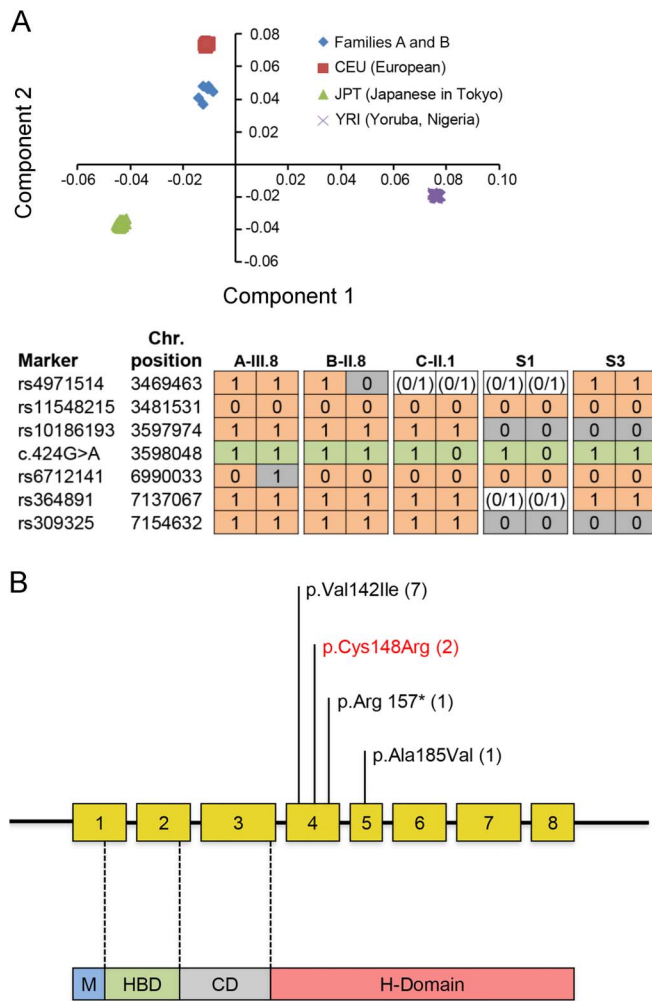 A
Component 2
0.08
0.06
0.04
0.02
-0.06 -0.04 -0.02 0.02 0.04 0.06 0.08 0.10
-0.02
-0.04
-0.06
Component 1
Families A and B
CEU (European)
JPT (Japanese in Tokyo)
YRI (Yoruba, Nigeria)
Chr.
Marker position A-III.8 B-II.8 C-II.1 S1 S3
rs4971514 3469463 1 1 1 0 (0/1) (0/1) (0/1) (0/1) 1 1
rs11548215 3481531 0 0 0 0 0 0 0 0 0 0
rs10186193 3597974 1 1 1 1 1 1 0 0 0 0
c.424G>A 3598048 1 1 1 1 1 0 1 0 1 1
rs6712141 6990033 0 1 0 0 0 0 0 0 0 0
rs364891 7137067 1 1 1 1 1 1 (0/1) (0/1) 1 1
rs309325 7154632 1 1 1 1 1 1 0 0 0 0
B
p.Val142Ile (7)
p.Cys148Arg (2)
p.Arg 157* (1)
p.Ala185Val (1)
1 2 3 4 5 6 7 8
M HBD CD H-Domain